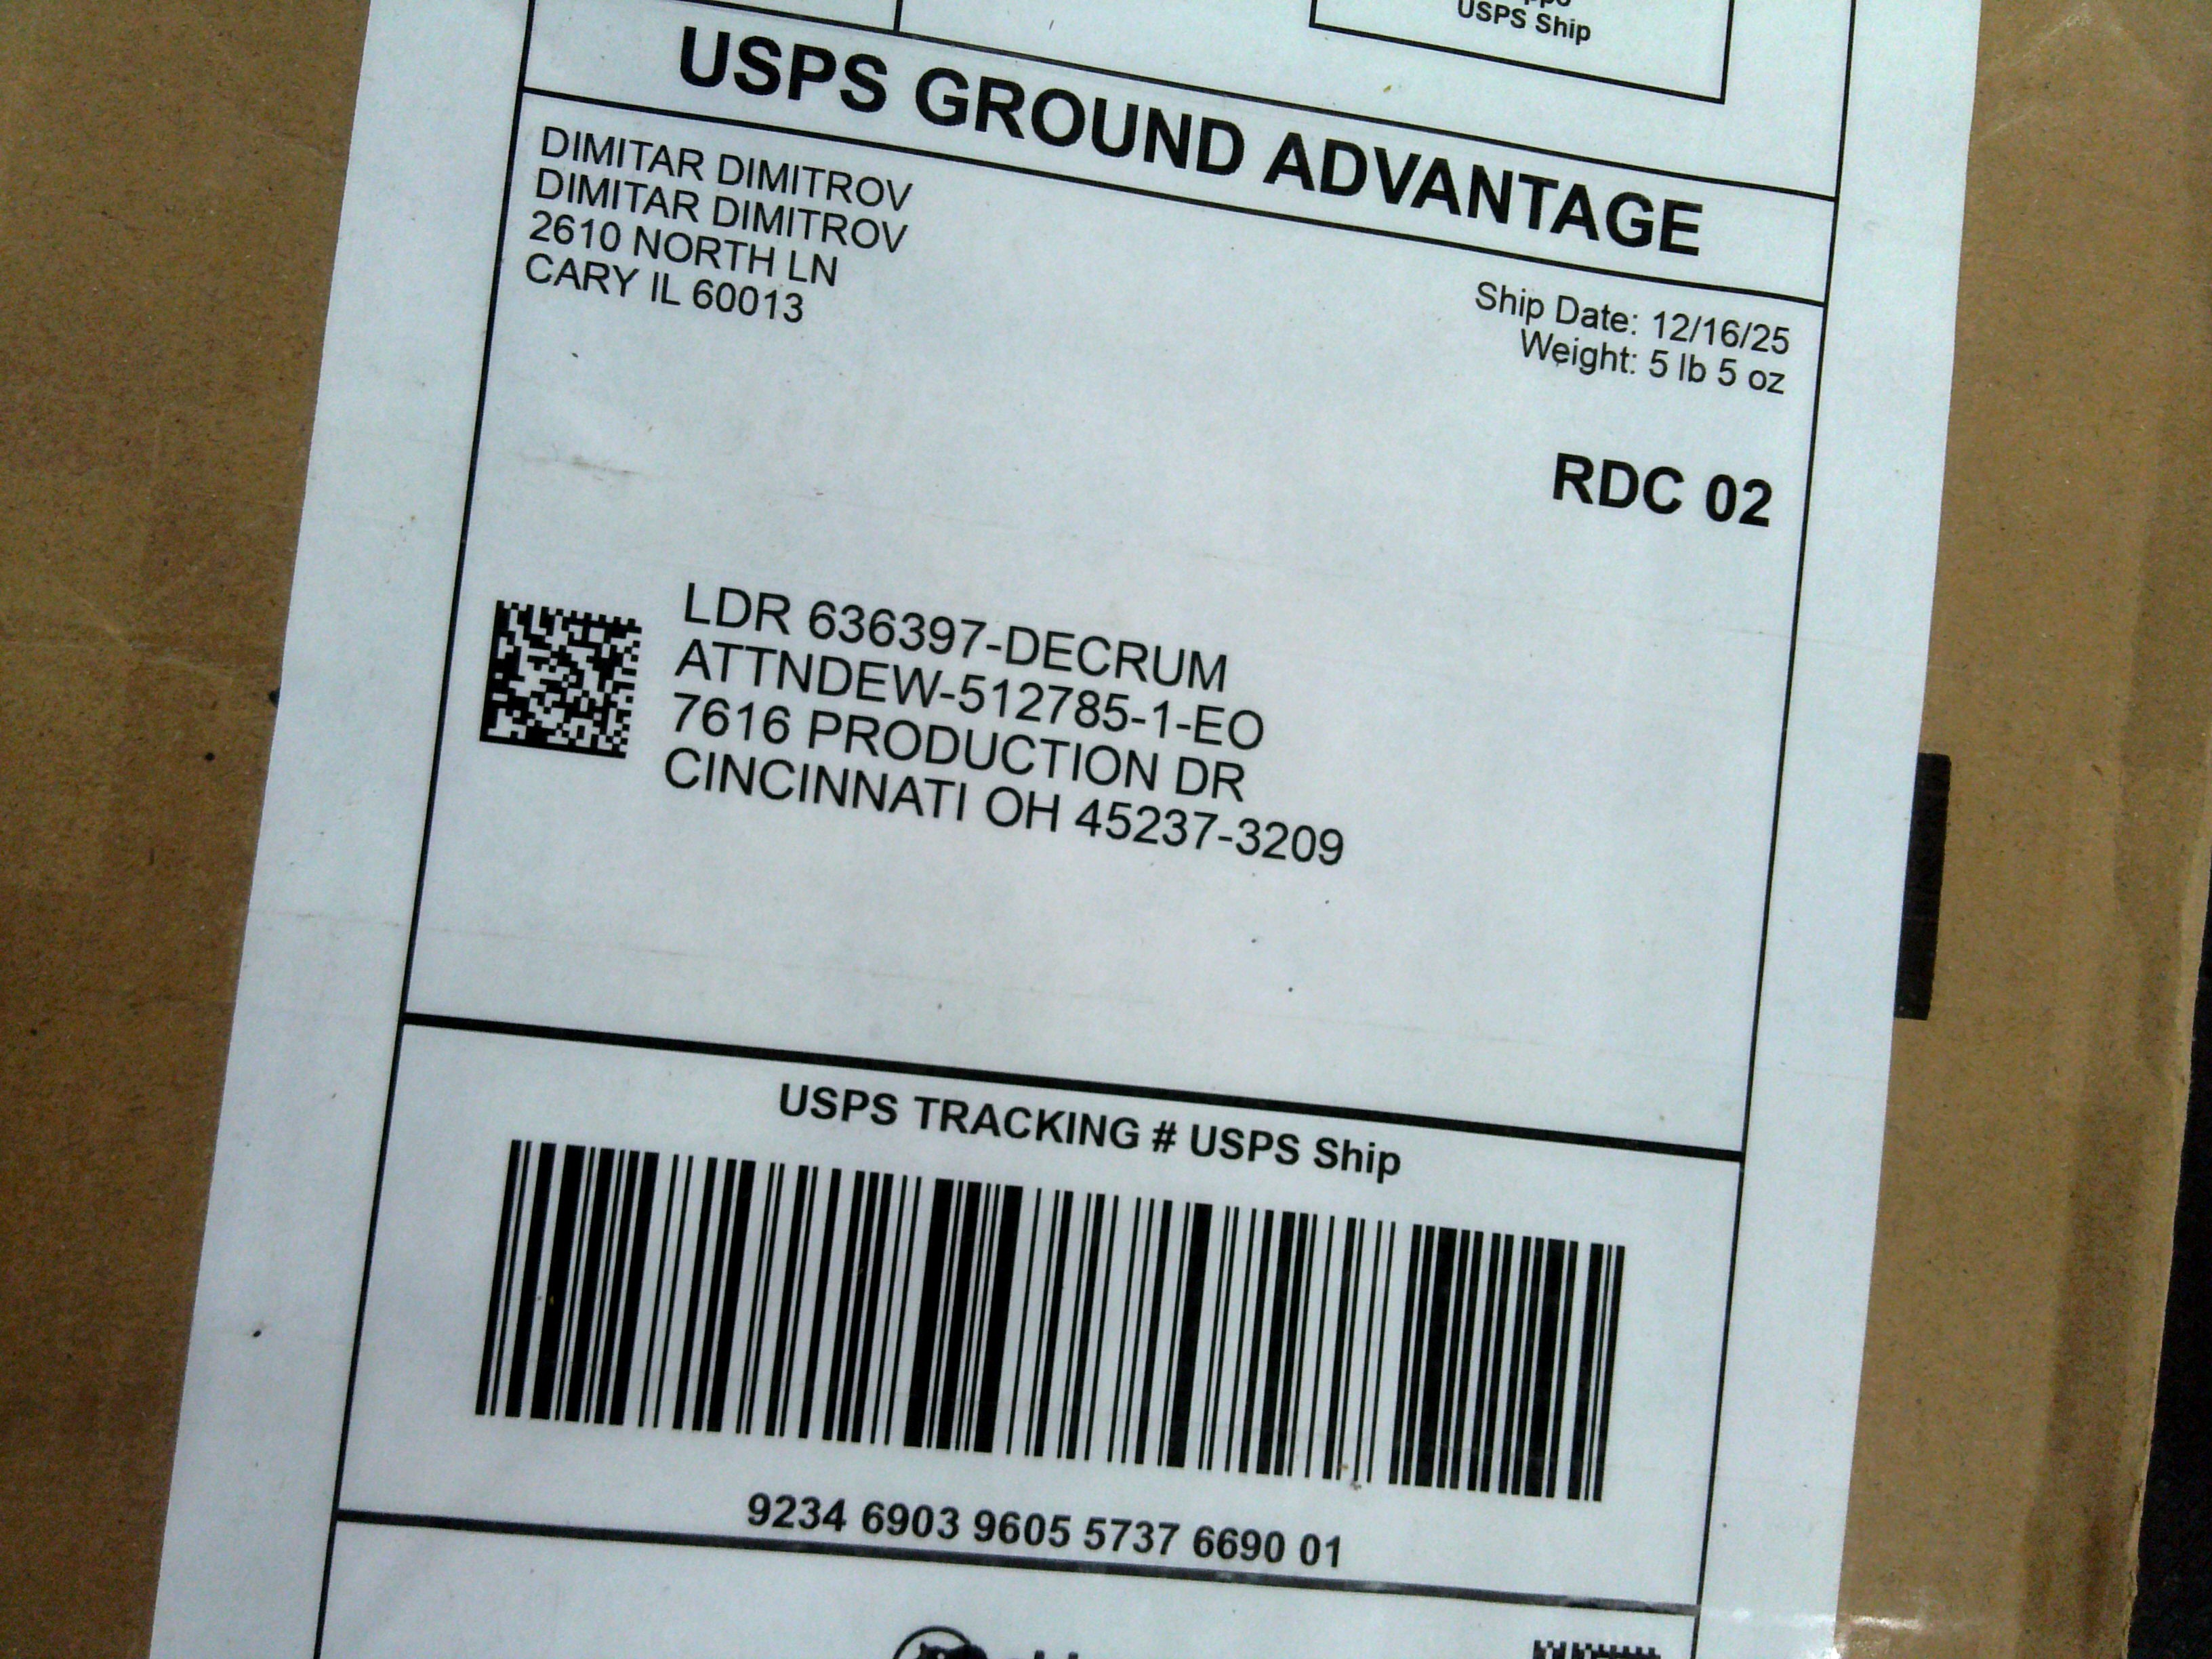 USPS Ship
USPS GROUND ADVANTAGE
DIMITAR DIMITROV
DIMITAR DIMITROV
2610 NORTH LN
CARY IL 60013
Ship Date: 12/16/25
Weight: 5 lb 5 oz
RDC 02
LDR 636397-DECRUM
ATTNDEW-512785-1-EO
7616 PRODUCTION DR
CINCINNATI OH 45237-3209
USPS TRACKING # USPS Ship
9234 6903 9605 5737 6690 01